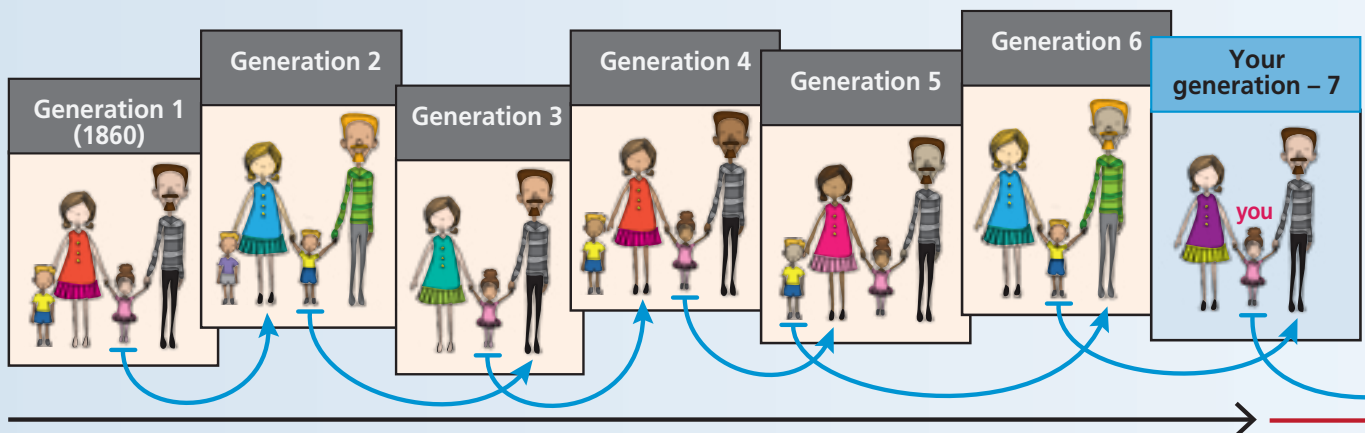 Generation 1
(1860)
Generation 2
Generation 3
Generation 4
Generation 5
Generation 6
Your
generation – 7
you